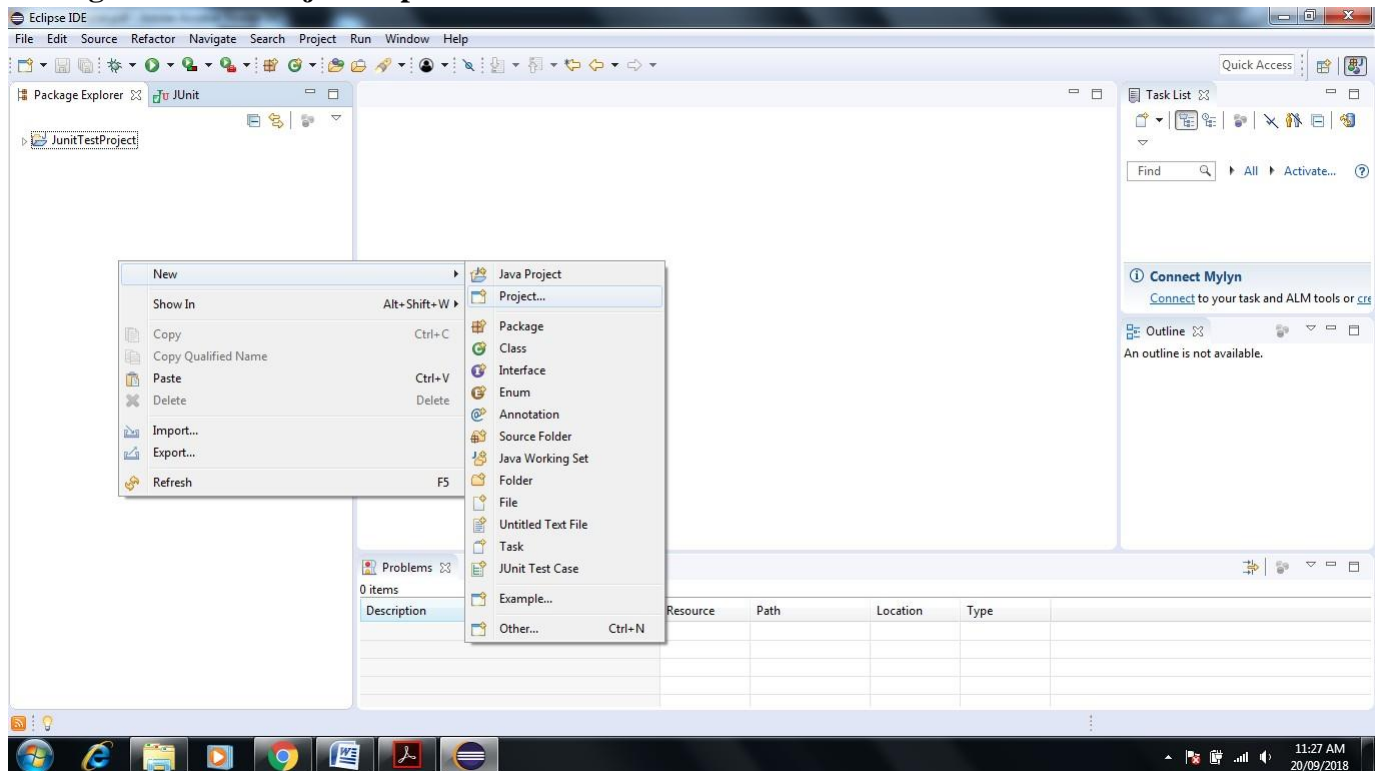 Eclipse IDE
File Edit Source Refactor Navigate Search Project Run Window Help
Quick Access
Package Explorer JUnit
JunitTestProject
Task List
Find All Activate...
Connect Mylyn
Connect to your task and ALM tools or cre
Outline
An outline is not available.
New
Show In Alt+Shift+W
Copy Ctrl+C
Copy Qualified Name
Paste Ctrl+V
Delete Delete
Import...
Export...
Refresh F5
Java Project
Project...
Package
Class
Interface
Enum
Annotation
Source Folder
Java Working Set
Folder
File
Untitled Text File
Task
JUnit Test Case
Example...
Other... Ctrl+N
Problems
0 items
Description Resource Path Location Type
11:27 AM
20/09/2018